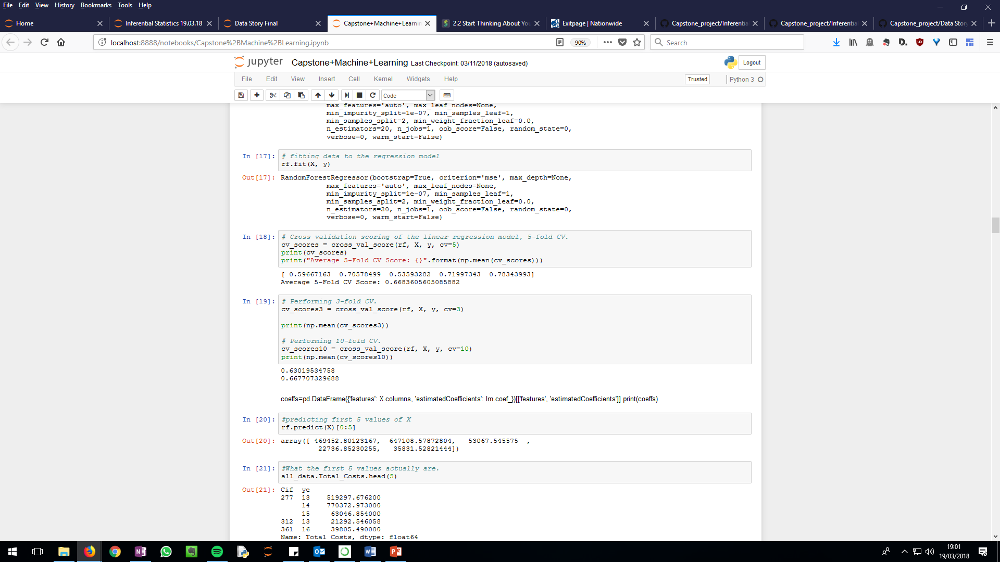 File Edit View History Bookmarks Tools Help
Home
Inferential Statistics 19.03.18
Data Story Final
Capstone+Machine+Learnin
2.2 Start Thinking About You
Exitpage | Nationwide
Capstone_project/Inferentia
Capstone_project/Inferentia
Capstone_project/Data Story
localhost:8888/notebooks/Capstone%2BMachine%2BLearning.ipynb
90%
Search
jupyter Capstone+Machine+Learning Last Checkpoint: 03/11/2018 (autosaved)
Logout
File Edit View Insert Cell Kernel Widgets Help
Trusted
Python 3
Code
max_features='auto', max_leaf_nodes=None,
min_impurity_split=1e-07, min_samples_leaf=1,
min_samples_split=2, min_weight_fraction_leaf=0.0,
n_estimators=20, n_jobs=1, oob_score=False, random_state=0,
verbose=0, warm_start=False)
In [17]: # fitting data to the regression model
rf.fit(X, y)
Out[17]: RandomForestRegressor(bootstrap=True, criterion='mse', max_depth=None,
max_features='auto', max_leaf_nodes=None,
min_impurity_split=1e-07, min_samples_leaf=1,
min_samples_split=2, min_weight_fraction_leaf=0.0,
n_estimators=20, n_jobs=1, oob_score=False, random_state=0,
verbose=0, warm_start=False)
In [18]: # Cross validation scoring of the linear regression model, 5-fold CV.
cv_scores = cross_val_score(rf, X, y, cv=5)
print(cv_scores)
print("Average 5-Fold CV Score: {}".format(np.mean(cv_scores)))
[ 0.59667163 0.70578499 0.53593282 0.71997343 0.78343993]
Average 5-Fold CV Score: 0.6683605605085882
In [19]: # Performing 3-fold CV.
cv_scores3 = cross_val_score(rf, X, y, cv=3)
print(np.mean(cv_scores3))
# Performing 10-fold CV.
cv_scores10 = cross_val_score(rf, X, y, cv=10)
print(np.mean(cv_scores10))
0.63019534758
0.667707329688
coeffs=pd.DataFrame({'features': X.columns, 'estimatedCoefficients': lm.coef_})[['features', 'estimatedCoefficients']] print(coeffs)
In [20]: #predicting first 5 values of X
rf.predict(X)[0:5]
Out[20]: array([ 469452.80123167, 647108.57872804, 53067.545575 ,
22736.85230255, 35831.52821444])
In [21]: #What the first 5 values actually are.
all_data.Total_Costs.head(5)
Out[21]: Cif ye
277 13 519297.676200
14 770372.973000
15 63046.854000
312 13 21292.546058
361 16 39805.490000
Name: Total Costs, dtype: float64
19:01
19/03/2018